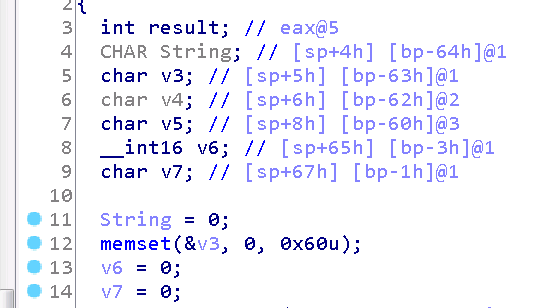 2 {
3 int result; // eax@5
4 CHAR String; // [sp+4h] [bp-64h]@1
5 char v3; // [sp+5h] [bp-63h]@1
6 char v4; // [sp+6h] [bp-62h]@2
7 char v5; // [sp+8h] [bp-60h]@3
8 __int16 v6; // [sp+65h] [bp-3h]@1
9 char v7; // [sp+67h] [bp-1h]@1
10
11 String = 0;
12 memset(&v3, 0, 0x60u);
13 v6 = 0;
14 v7 = 0;